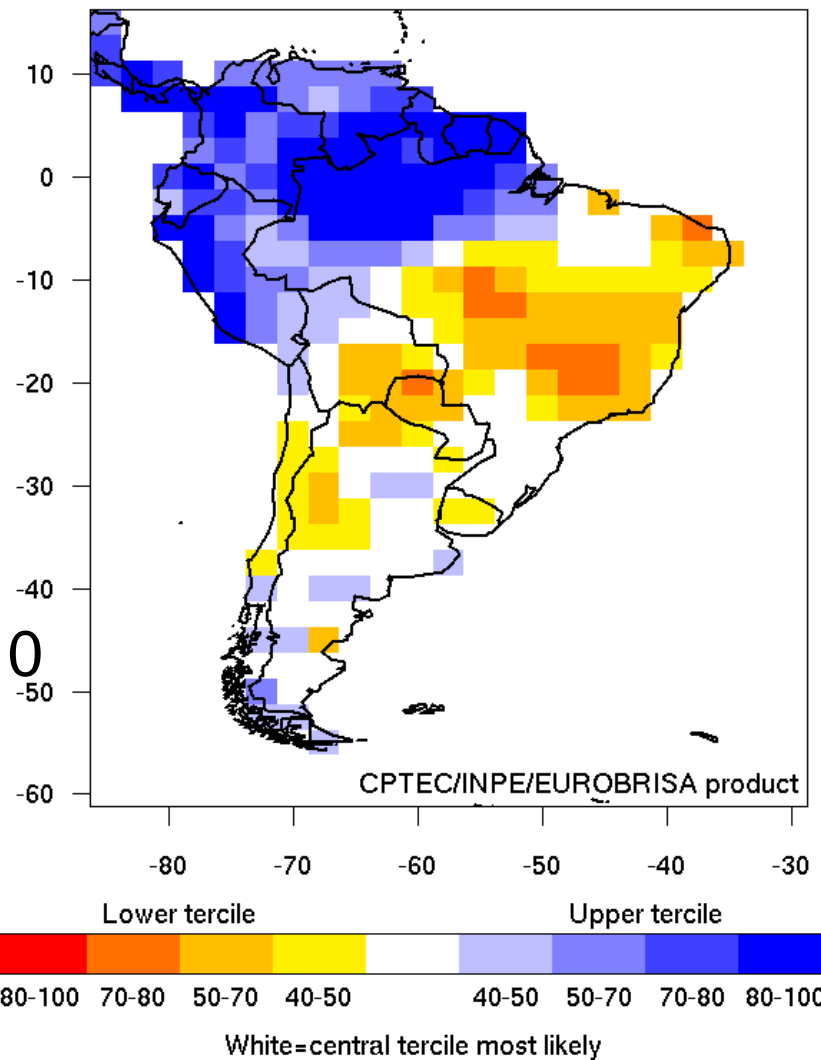 10
0
-10
-20
-30
-40
0
-50
-60
CPTEC/INPE/EUROBRISA product
-80 -70 -60 -50 -40 -30
Lower tercile Upper tercile
80-100 70-80 50-70 40-50 40-50 50-70 70-80 80-100
White=central tercile most likely